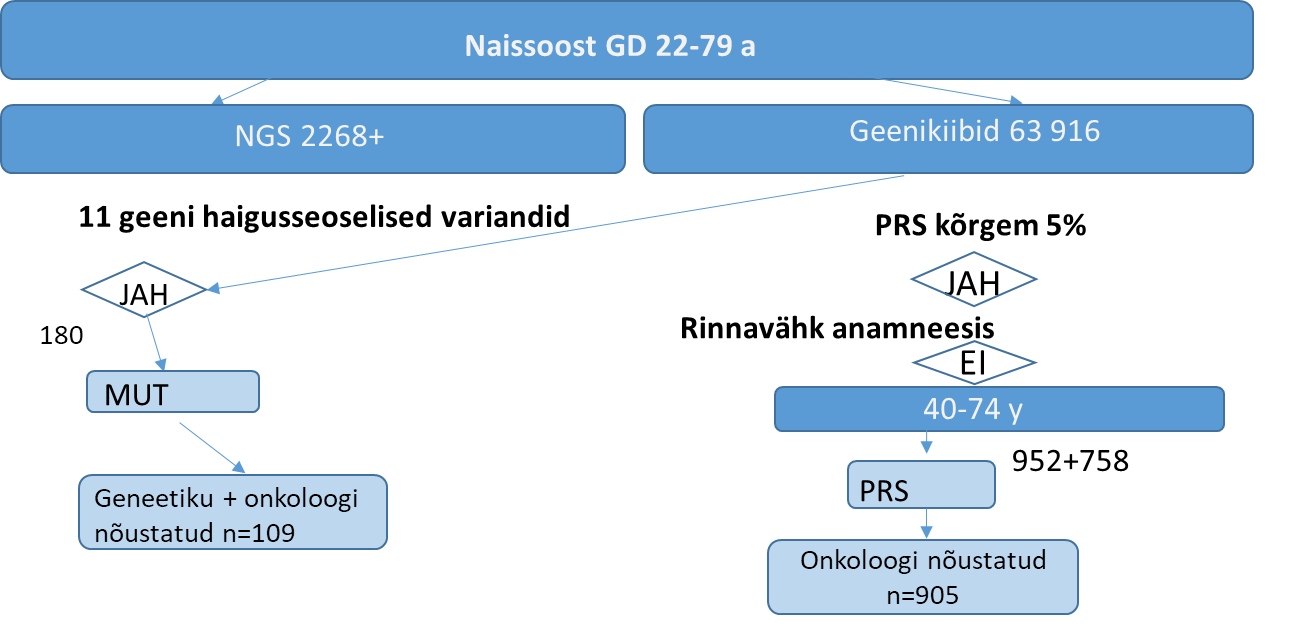 Naissoost GD 22-79 a
NGS 2268+
Geenikiibid 63 916
11 geeni haigusseoselised variandid
PRS kõrgem 5%
JAH
JAH
Rinnavähk anamneesis
180
EI
MUT
40-74 y
952+758
PRS
Geneetiku + onkoloogi
nõustatud n=109
Onkoloogi nõustatud
n=905